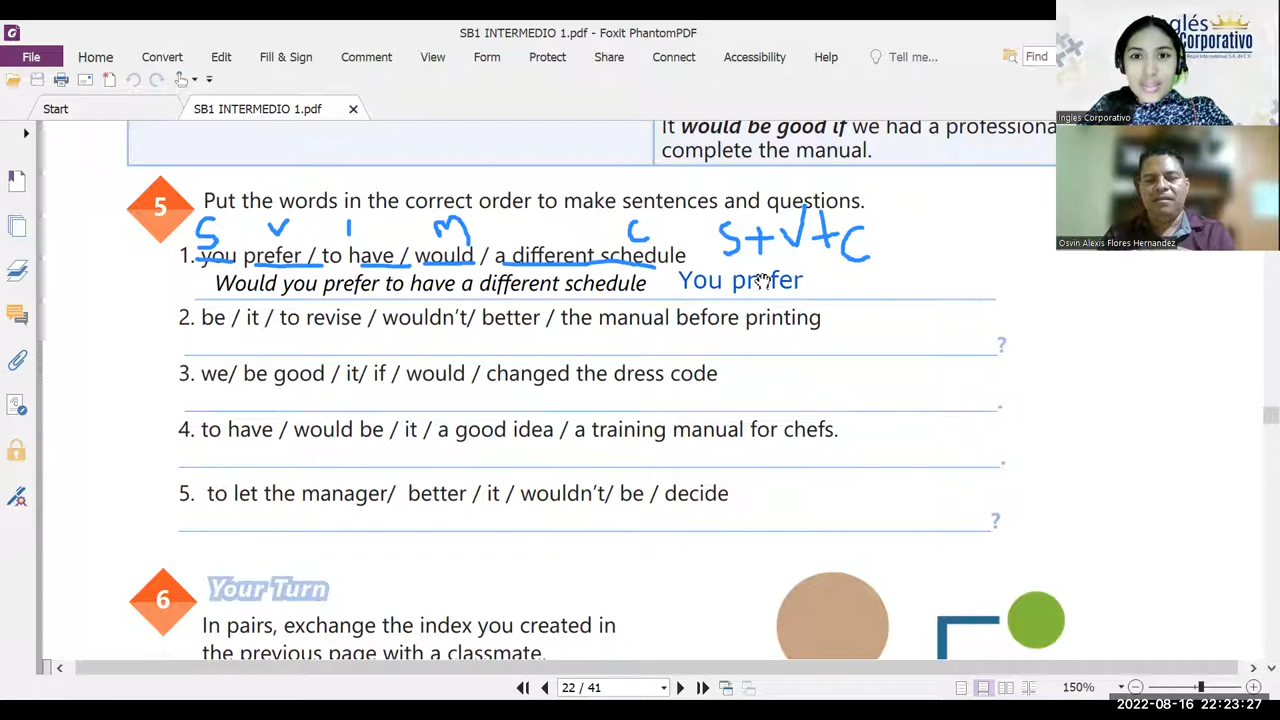 SB1 INTERMEDIO 1.pdf - Foxit PhantomPDF
File Home Convert Edit Fill & Sign Comment View Form Protect Share Connect Accessibility Help Tell me... Find
Start SB1 INTERMEDIO 1.pdf
Inglés Corporativo
Ingles Corporativo
Osvin Alexis Flores Hernandez
It would be good if we had a professiona
complete the manual.
5 Put the words in the correct order to make sentences and questions.
S v I m C S+V+C
1. you prefer / to have / would / a different schedule
Would you prefer to have a different schedule You prefer
2. be / it / to revise / wouldn't/ better / the manual before printing
?
3. we/ be good / it/ if / would / changed the dress code
.
4. to have / would be / it / a good idea / a training manual for chefs.
.
5. to let the manager/ better / it / wouldn't/ be / decide
?
6 Your Turn
In pairs, exchange the index you created in
the previous page with a classmate.
22 / 41 150%
2022-08-16 22:23:27